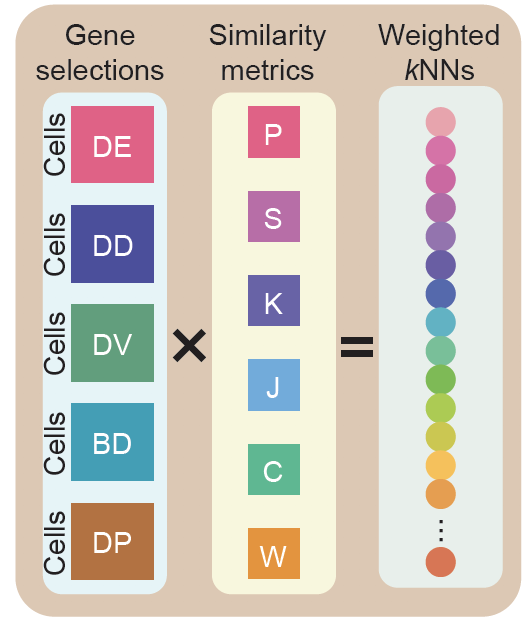 Gene
selections
Similarity
metrics
Weighted
kNNs
Cells
DE
Cells
DD
Cells
DV
Cells
BD
Cells
DP
×
P
S
K
J
C
W
=
⋮